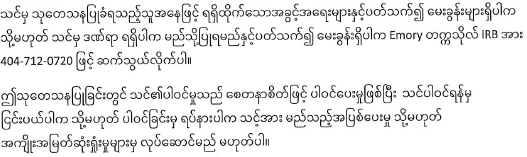 သင်မှ သုတေသနပြုခံရသည့်သူအနေဖြင့် ရရှိထိုက်သောအခွင့်အရေးများနှင့်ပတ်သက်၍ မေးခွန်းများရှိပါက
သို့မဟုတ် သင်မှ ဒဏ်ရာ ရရှိပါက မည်သို့ပြုရမည်နှင့်ပတ်သက်၍ မေးခွန်းရှိပါက Emory တက္ကသိုလ် IRB အား
404-712-0720 ဖြင့် ဆက်သွယ်လိုက်ပါ။
ဤသုတေသနပြုခြင်းတွင် သင်၏ပါဝင်မှုသည် စေတနာစိတ်ဖြင့် ပါဝင်ပေးမှုဖြစ်ပြီး သင်ပါဝင်ရန်မှ
ငြင်းပယ်ပါက သို့မဟုတ် ပါဝင်ခြင်းမှ ရပ်နားပါက သင့်အား မည်သည့်အပြစ်ပေးမှု သို့မဟုတ်
အကျိုးအမြတ်ဆုံးရှုံးမှုများမှ လုပ်ဆောင်မည် မဟုတ်ပါ။